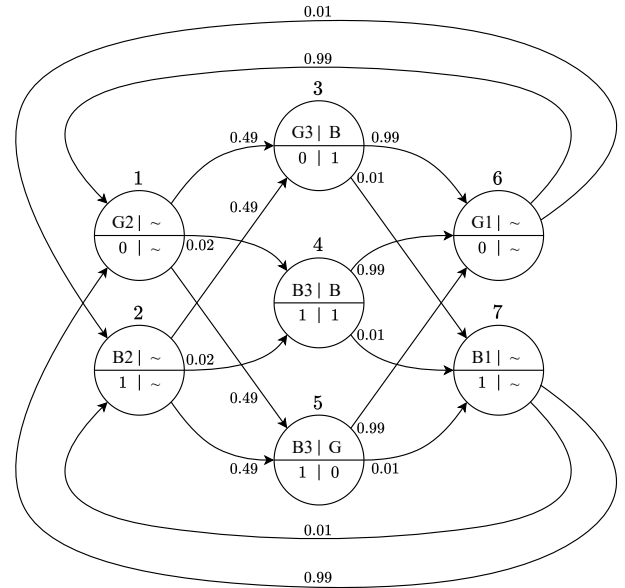 0.01
0.99
3
G3 | B
0 | 1
0.49
0.99
1
G2 | ~
0 | ~
0.49
0.01
6
G1 | ~
0 | ~
0.02
4
B3 | B
1 | 1
0.99
2
B2 | ~
1 | ~
0.02
0.01
7
B1 | ~
1 | ~
0.49
5
B3 | G
1 | 0
0.99
0.49
0.01
0.01
0.99